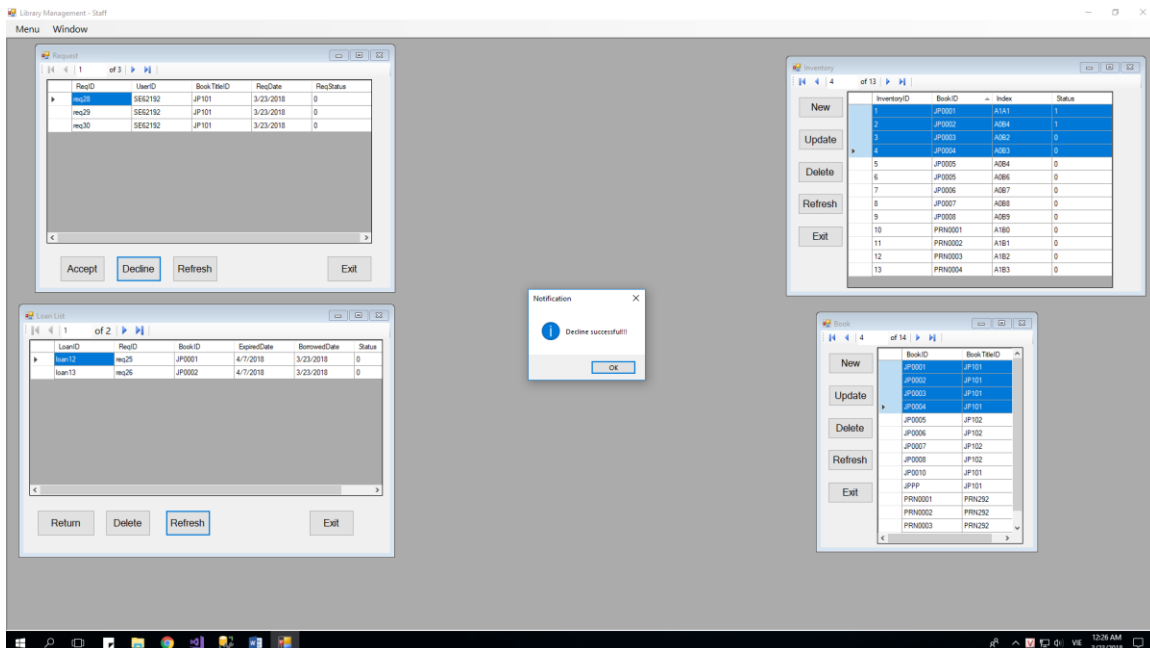 Library Management - Staff
Menu Window
Request
1 of 3
ReqID UserID BookTitleID ReqDate ReqStatus
req28 SE62192 JP101 3/23/2018 0
req29 SE62192 JP101 3/23/2018 0
req30 SE62192 JP101 3/23/2018 0
Accept Decline Refresh Exit
Inventory
4 of 13
New
Update
Delete
Refresh
Exit
InventoryID BookID Index Status
1 JP0001 A1A1 1
2 JP0002 A0B4 1
3 JP0003 A0B2 0
4 JP0004 A0B3 0
5 JP0005 A0B4 0
6 JP0005 A0B6 0
7 JP0006 A0B7 0
8 JP0007 A0B8 0
9 JP0008 A0B9 0
10 PRN0001 A1B0 0
11 PRN0002 A1B1 0
12 PRN0003 A1B2 0
13 PRN0004 A1B3 0
Notification
Decline successful!!!
OK
Loan List
1 of 2
LoanID ReqID BookID ExpiredDate BorrowedDate Status
loan12 req25 JP0001 4/7/2018 3/23/2018 0
loan13 req26 JP0002 4/7/2018 3/23/2018 0
Return Delete Refresh Exit
Book
4 of 14
New
Update
Delete
Refresh
Exit
BookID BookTitleID
JP0001 JP101
JP0002 JP101
JP0003 JP101
JP0004 JP101
JP0005 JP102
JP0006 JP102
JP0007 JP102
JP0008 JP102
JP0010 JP101
JPPP JP101
PRN0001 PRN292
PRN0002 PRN292
PRN0003 PRN292
VIE 12:26 AM
3/23/2018